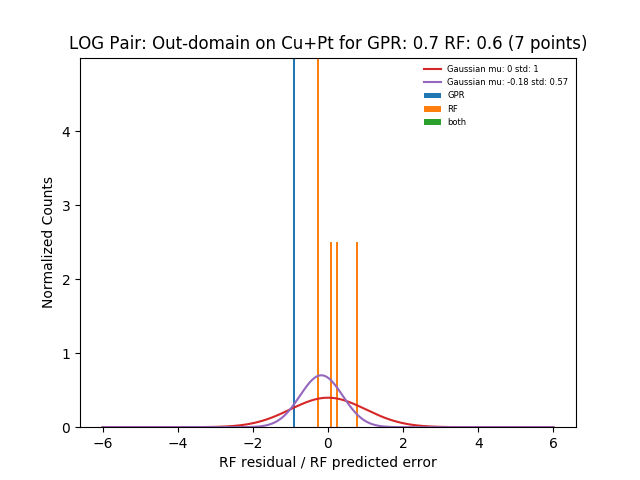 LOG Pair: Out-domain on Cu+Pt for GPR: 0.7 RF: 0.6 (7 points)
Gaussian mu: 0 std: 1
Gaussian mu: -0.18 std: 0.57
GPR
RF
both
Normalized Counts
4
3
2
1
0
−6 −4 −2 0 2 4 6
RF residual / RF predicted error